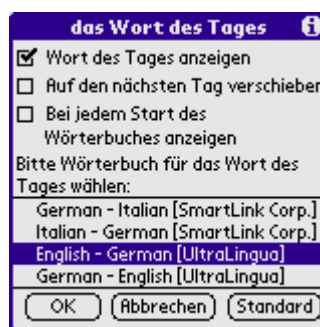 das Wort des Tages
Wort des Tages anzeigen
Auf den nächsten Tag verschieben
Bei jedem Start des
Wörterbuches anzeigen
Bitte Wörterbuch für das Wort des
Tages wählen:
German - Italian [SmartLink Corp.]
Italian - German [SmartLink Corp.]
English - German [UltraLingua]
German - English [UltraLingua]
OK Abbrechen Standard